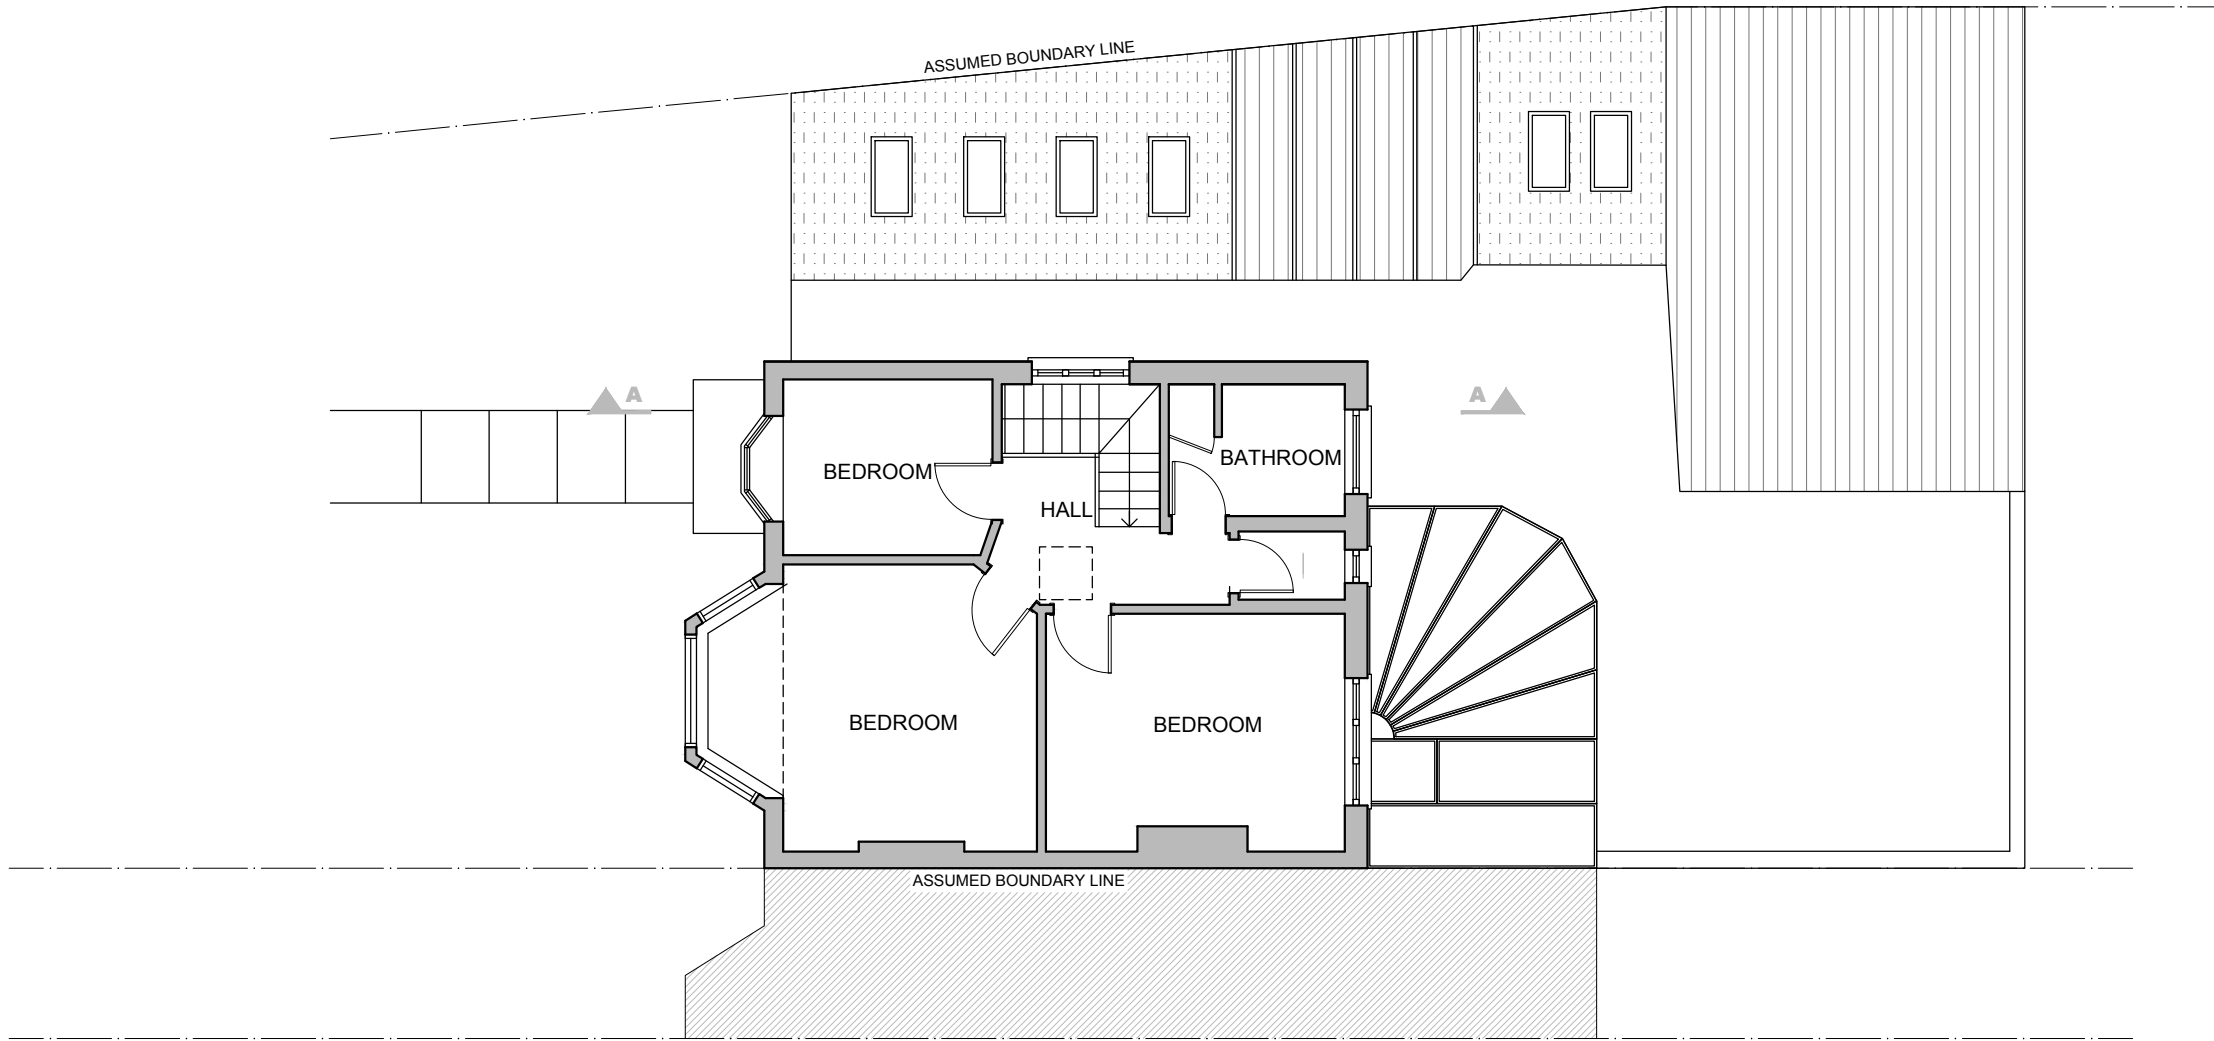 ASSUMED BOUNDARY LINE
A
A
BEDROOM
BATHROOM
HALL
BEDROOM
BEDROOM
ASSUMED BOUNDARY LINE